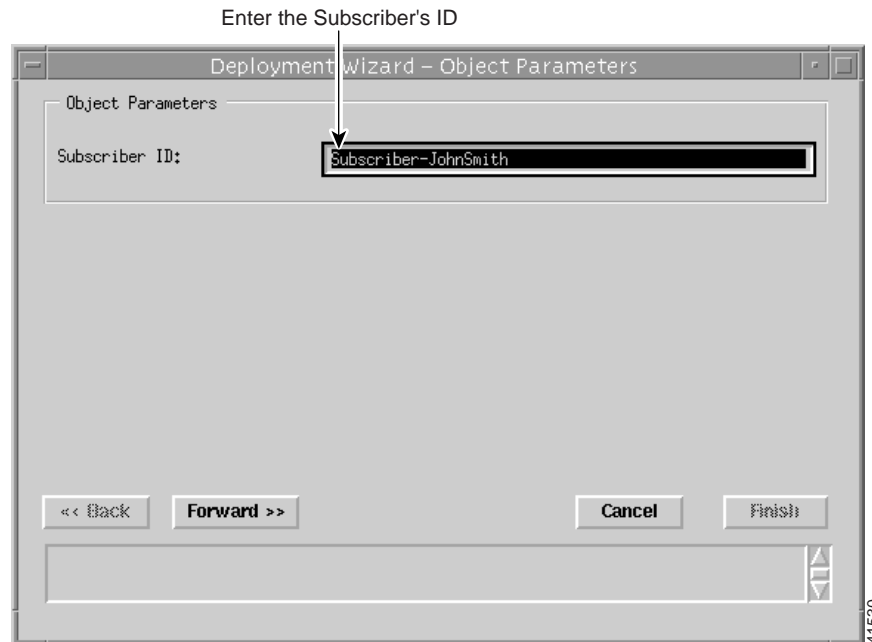 Enter the Subscriber's ID
Deployment Wizard – Object Parameters
Object Parameters
Subscriber ID:
Subscriber-JohnSmith
<< Back
Forward >>
Cancel
Finish